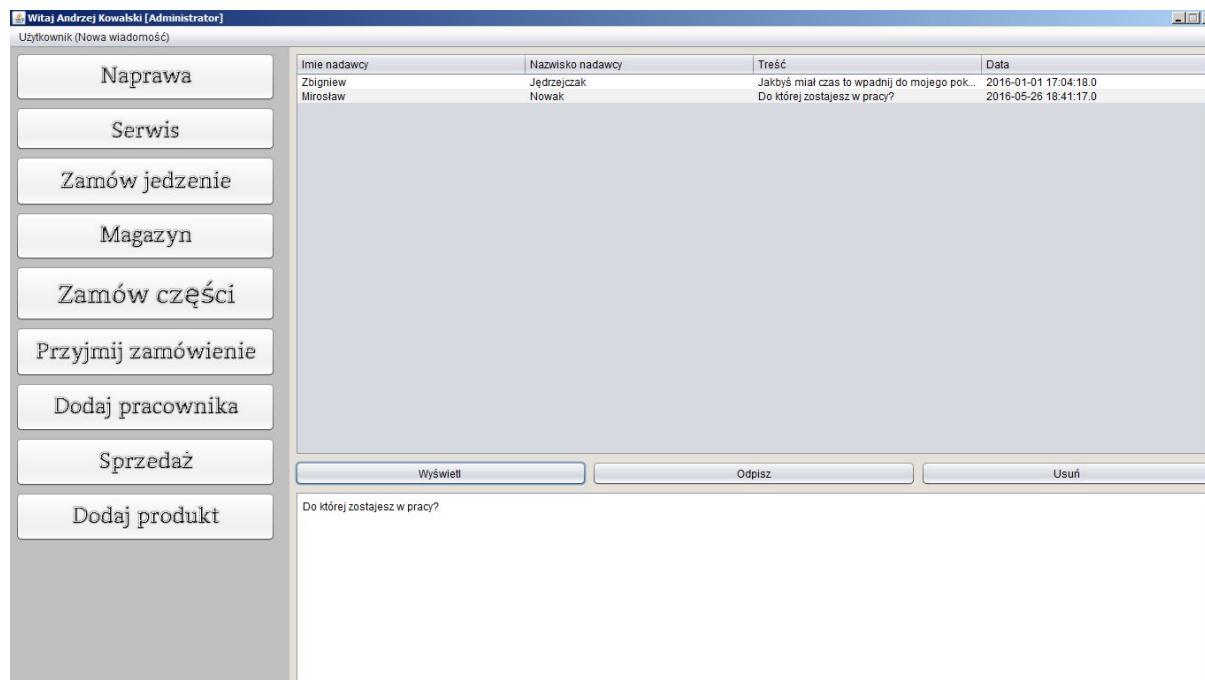 Witaj Andrzej Kowalski [Administrator]
Użytkownik (Nowa wiadomość)
Naprawa
Serwis
Zamów jedzenie
Magazyn
Zamów części
Przyjmij zamówienie
Dodaj pracownika
Sprzedaż
Dodaj produkt
Imie nadawcy Nazwisko nadawcy Treść Data
Zbigniew Jędrzejczak Jakbyś miał czas to wpadnij do mojego pok... 2016-01-01 17:04:18.0
Mirosław Nowak Do której zostajesz w pracy? 2016-05-26 18:41:17.0
Wyświetl Odpisz Usuń
Do której zostajesz w pracy?